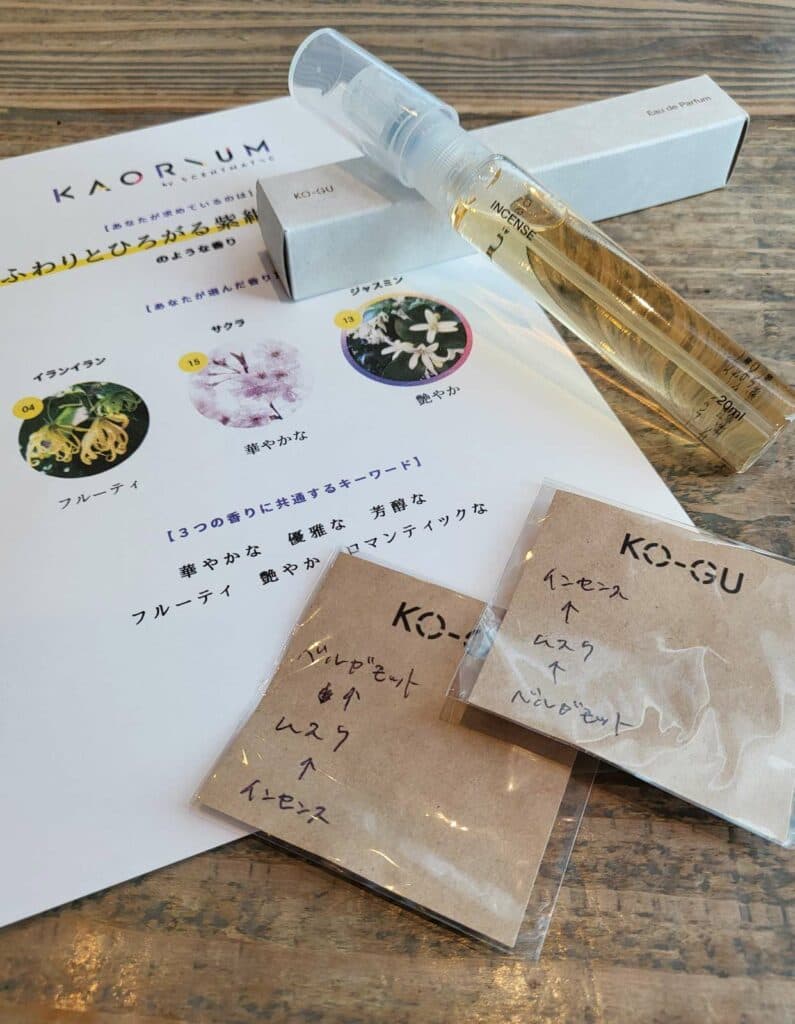 KAORIUM
by SCENTMATIC
【あなたが求めているのは】
ふわりとひろがる紫
のような香り
【あなたが選んだ香り
イランイラン
04
フルーティ
サクラ
15
華やかな
ジャスミン
13
艶やか
【3つの香りに共通するキーワード】
華やかな 優雅な 芳醇な
フルーティ 艶やか ロマンティックな
KO-GU
Eau de Parfum
INCENSE
20ml
KO-G
ベルガモット
↑
ムスク
↑
インセンス
KO-GU
インセンス
↑
ムスク
↑
ベルガモット